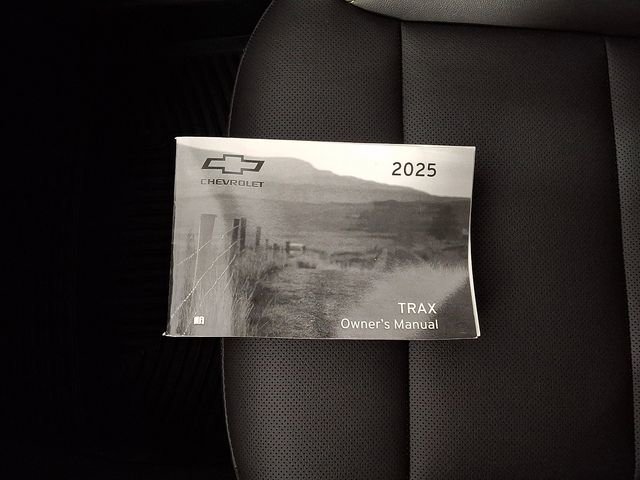 CHEVROLET
2025
TRAX
Owner's Manual